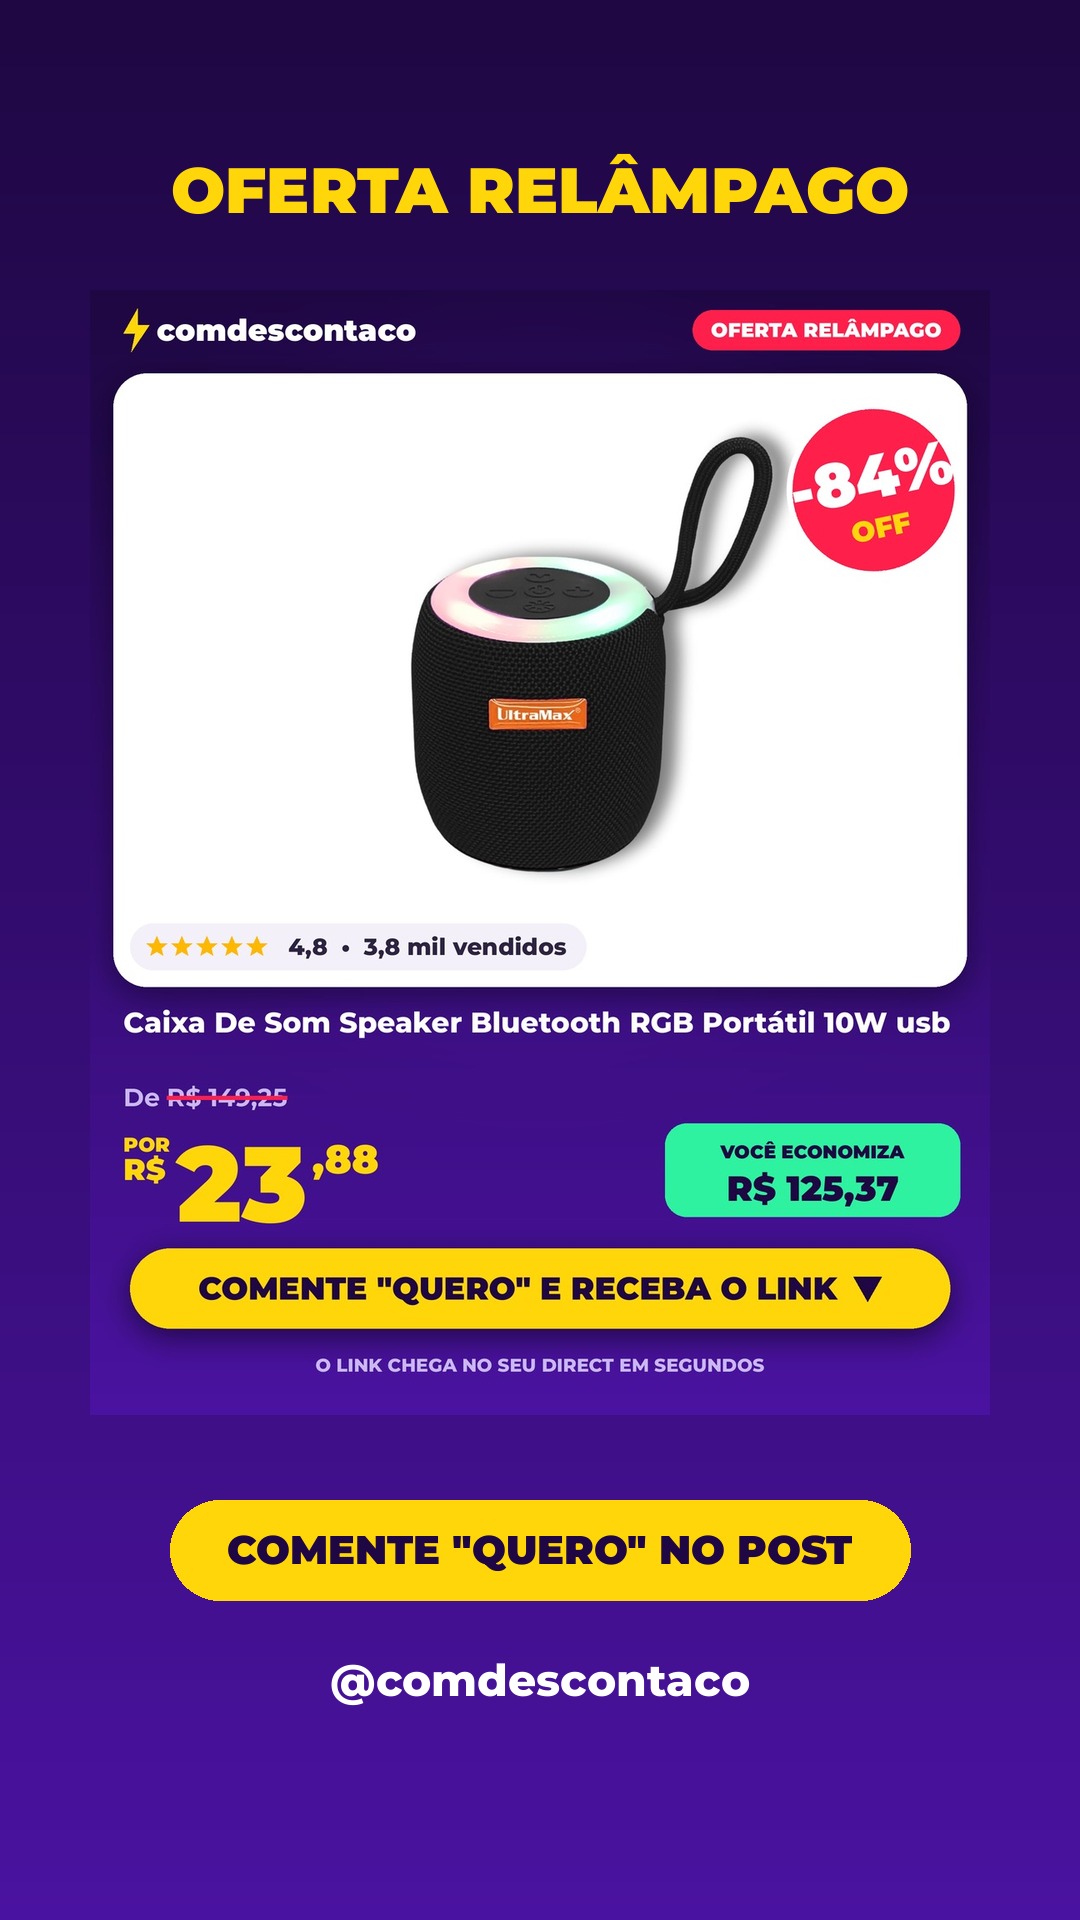 OFERTA RELÂMPAGO
comdescontaco
OFERTA RELÂMPAGO
-84%
OFF
UltraMax®
4,8 • 3,8 mil vendidos
Caixa De Som Speaker Bluetooth RGB Portátil 10W usb
De R$ 149,25
POR
R$ 23,88
VOCÊ ECONOMIZA
R$ 125,37
COMENTE "QUERO" E RECEBA O LINK ▼
O LINK CHEGA NO SEU DIRECT EM SEGUNDOS
COMENTE "QUERO" NO POST
@comdescontaco